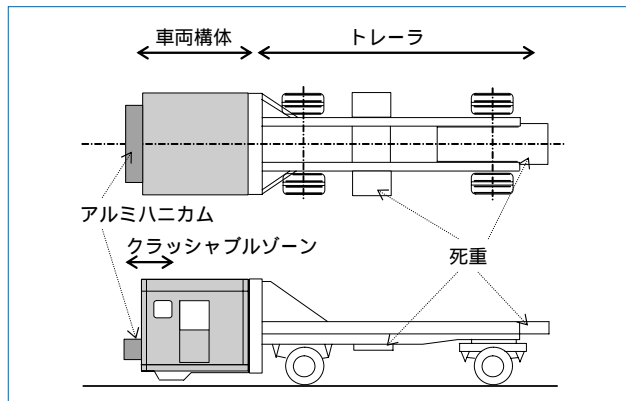 車両構体
トレーラ
アルミハニカム
クラッシャブルゾーン
死重